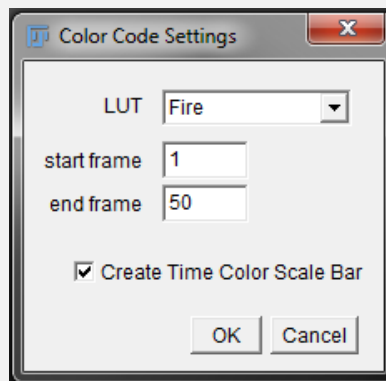 Color Code Settings
LUT Fire
start frame 1
end frame 50
Create Time Color Scale Bar
OK Cancel